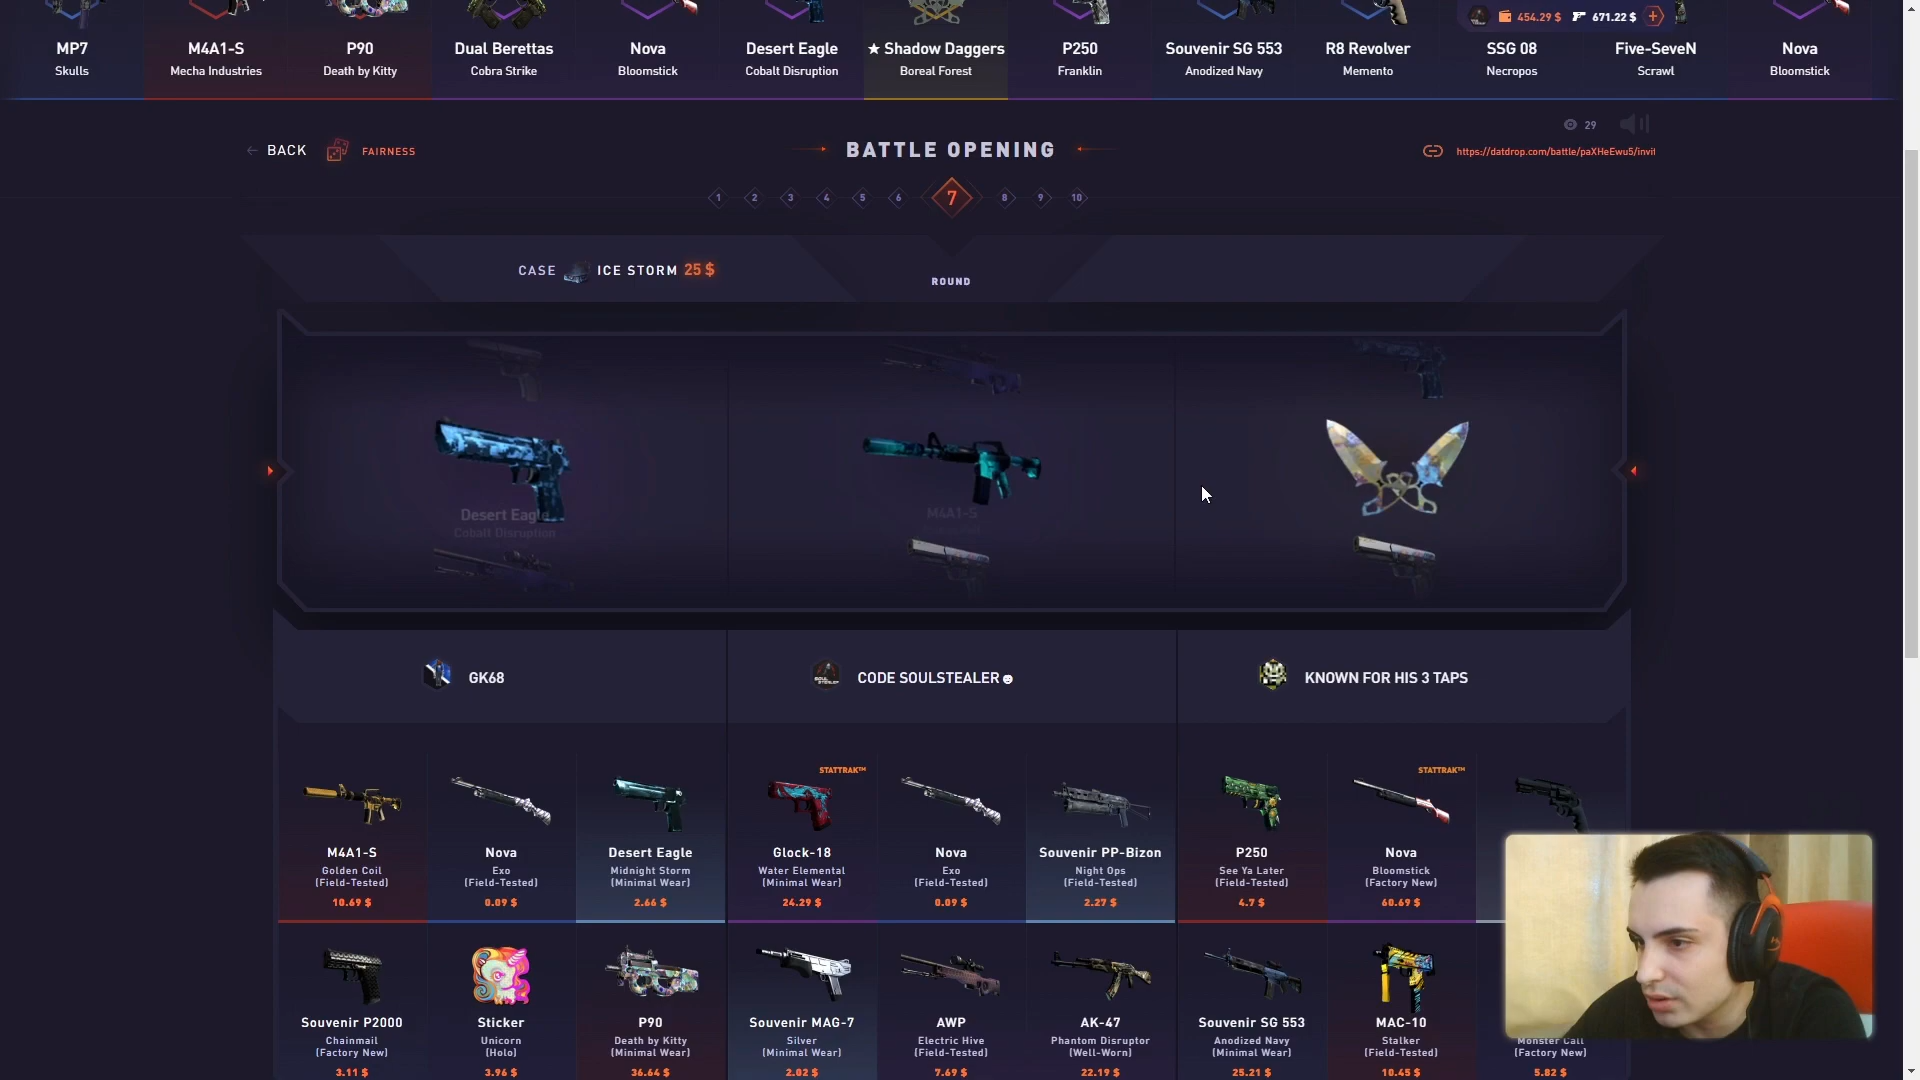 MP7
Skulls
M4A1-S
Mecha Industries
P90
Death by Kitty
Dual Berettas
Cobra Strike
Nova
Bloomstick
Desert Eagle
Cobalt Disruption
★ Shadow Daggers
Boreal Forest
P250
Franklin
Souvenir SG 553
Anodized Navy
R8 Revolver
Memento
454.29 $ 671.22 $ +
SSG 08
Necropos
Five-SeveN
Scrawl
Nova
Bloomstick
29
← BACK FAIRNESS
BATTLE OPENING
https://datdrop.com/battle/paXHeEwu5/invit
1 2 3 4 5 6 7 8 9 10
CASE ICE STORM 25 $
ROUND
Desert Eagle
Cobalt Disruption
M4A1-S
GK68
CODE SOULSTEALER☻
KNOWN FOR HIS 3 TAPS
M4A1-S
Golden Coil
(Field-Tested)
10.69 $
Nova
Exo
(Field-Tested)
0.09 $
Desert Eagle
Midnight Storm
(Minimal Wear)
2.66 $
STATTRAK™
Glock-18
Water Elemental
(Minimal Wear)
24.29 $
Nova
Exo
(Field-Tested)
0.09 $
Souvenir PP-Bizon
Night Ops
(Field-Tested)
2.27 $
P250
See Ya Later
(Field-Tested)
4.7 $
STATTRAK™
Nova
Bloomstick
(Factory New)
60.69 $
Souvenir P2000
Chainmail
(Factory New)
3.11 $
Sticker
Unicorn
(Holo)
3.96 $
P90
Death by Kitty
(Minimal Wear)
36.64 $
Souvenir MAG-7
Silver
(Minimal Wear)
2.02 $
AWP
Electric Hive
(Field-Tested)
7.69 $
AK-47
Phantom Disruptor
(Well-Worn)
22.19 $
Souvenir SG 553
Anodized Navy
(Minimal Wear)
25.21 $
MAC-10
Stalker
(Field-Tested)
10.45 $
Monster Call
(Factory New)
5.82 $